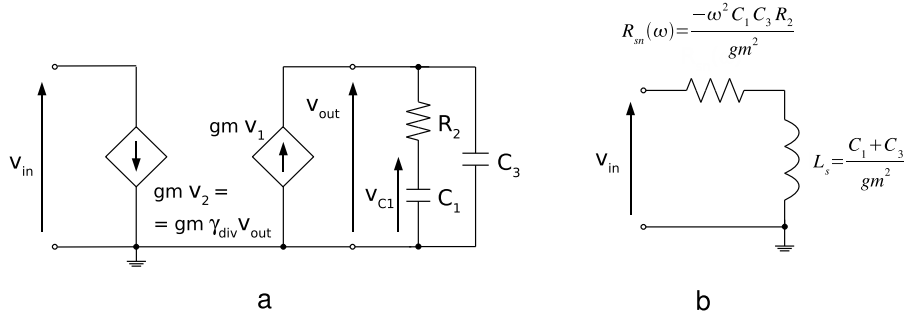 R_sn(ω)= −ω² C₁ C₃ R₂ / gm²
gm v₁
v_out
R₂
v_in
v_in
L_s = C₁ + C₃ / gm²
C₃
gm v₂ =
v_C1
C₁
= gm γ_div v_out
a
b